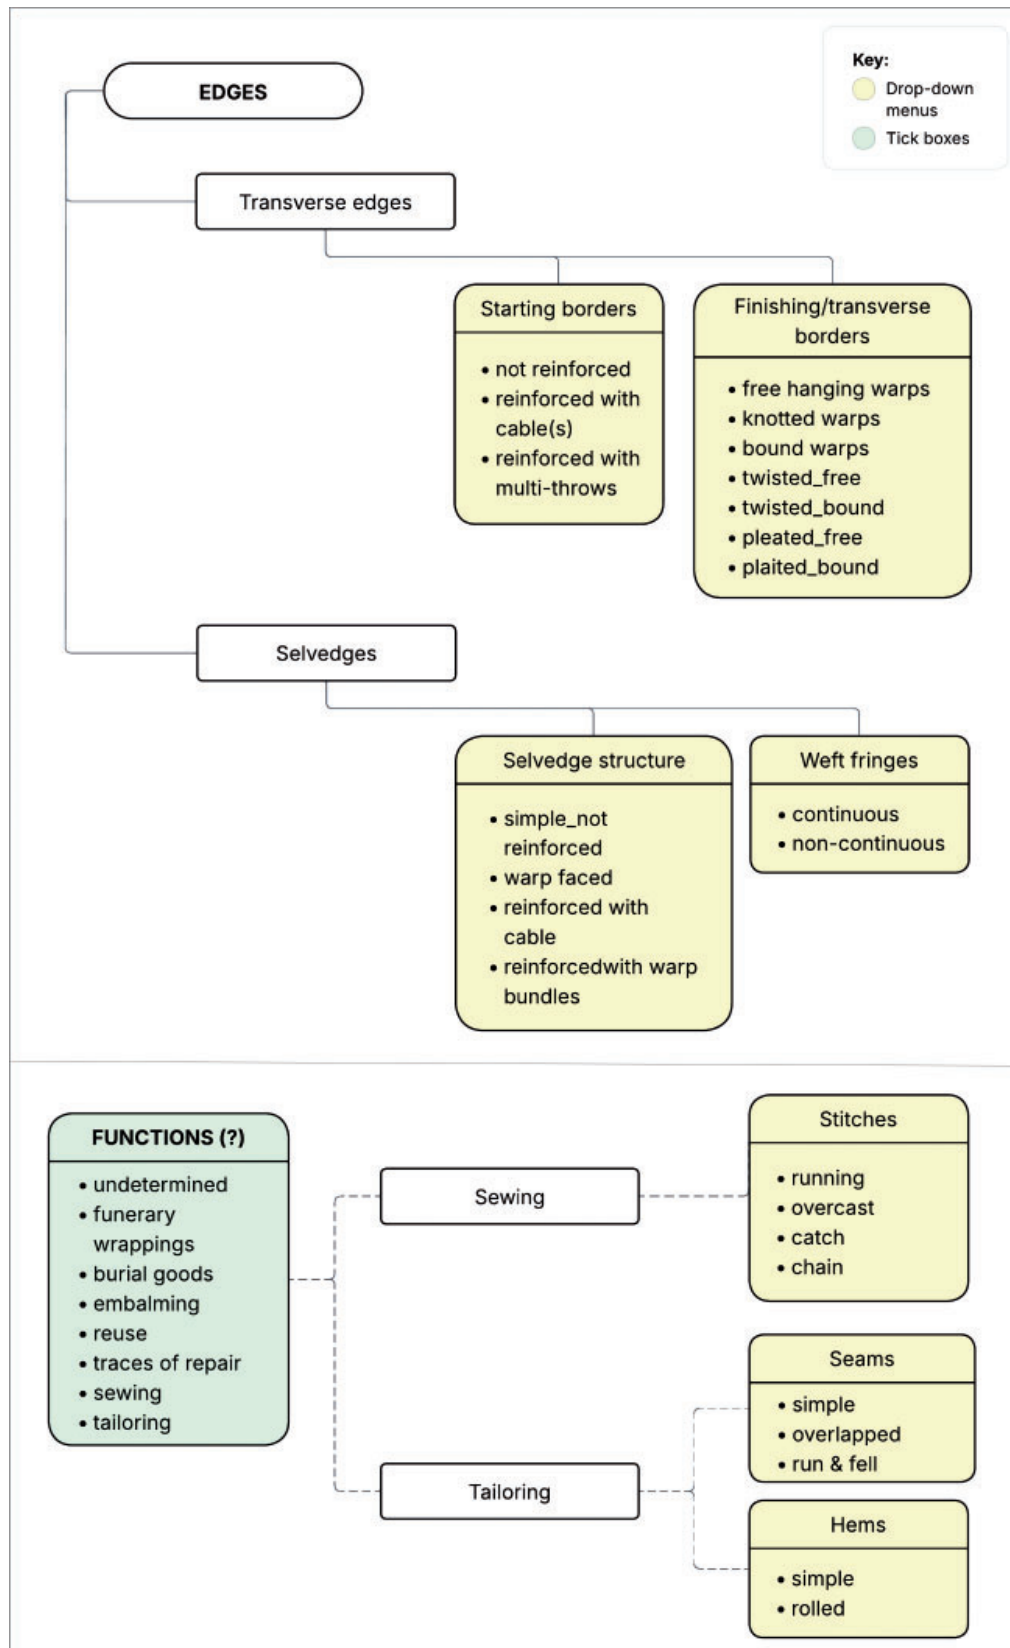 Key:
Drop-down
menus
Tick boxes
EDGES
Transverse edges
Starting borders
• not reinforced
• reinforced with
cable(s)
• reinforced with
multi-throws
Finishing/transverse
borders
• free hanging warps
• knotted warps
• bound warps
• twisted_free
• twisted_bound
• pleated_free
• plaited_bound
Selvedges
Selvedge structure
• simple_not
reinforced
• warp faced
• reinforced with
cable
• reinforcedwith warp
bundles
Weft fringes
• continuous
• non-continuous
FUNCTIONS (?)
• undetermined
• funerary
wrappings
• burial goods
• embalming
• reuse
• traces of repair
• sewing
• tailoring
Sewing
Stitches
• running
• overcast
• catch
• chain
Tailoring
Seams
• simple
• overlapped
• run & fell
Hems
• simple
• rolled